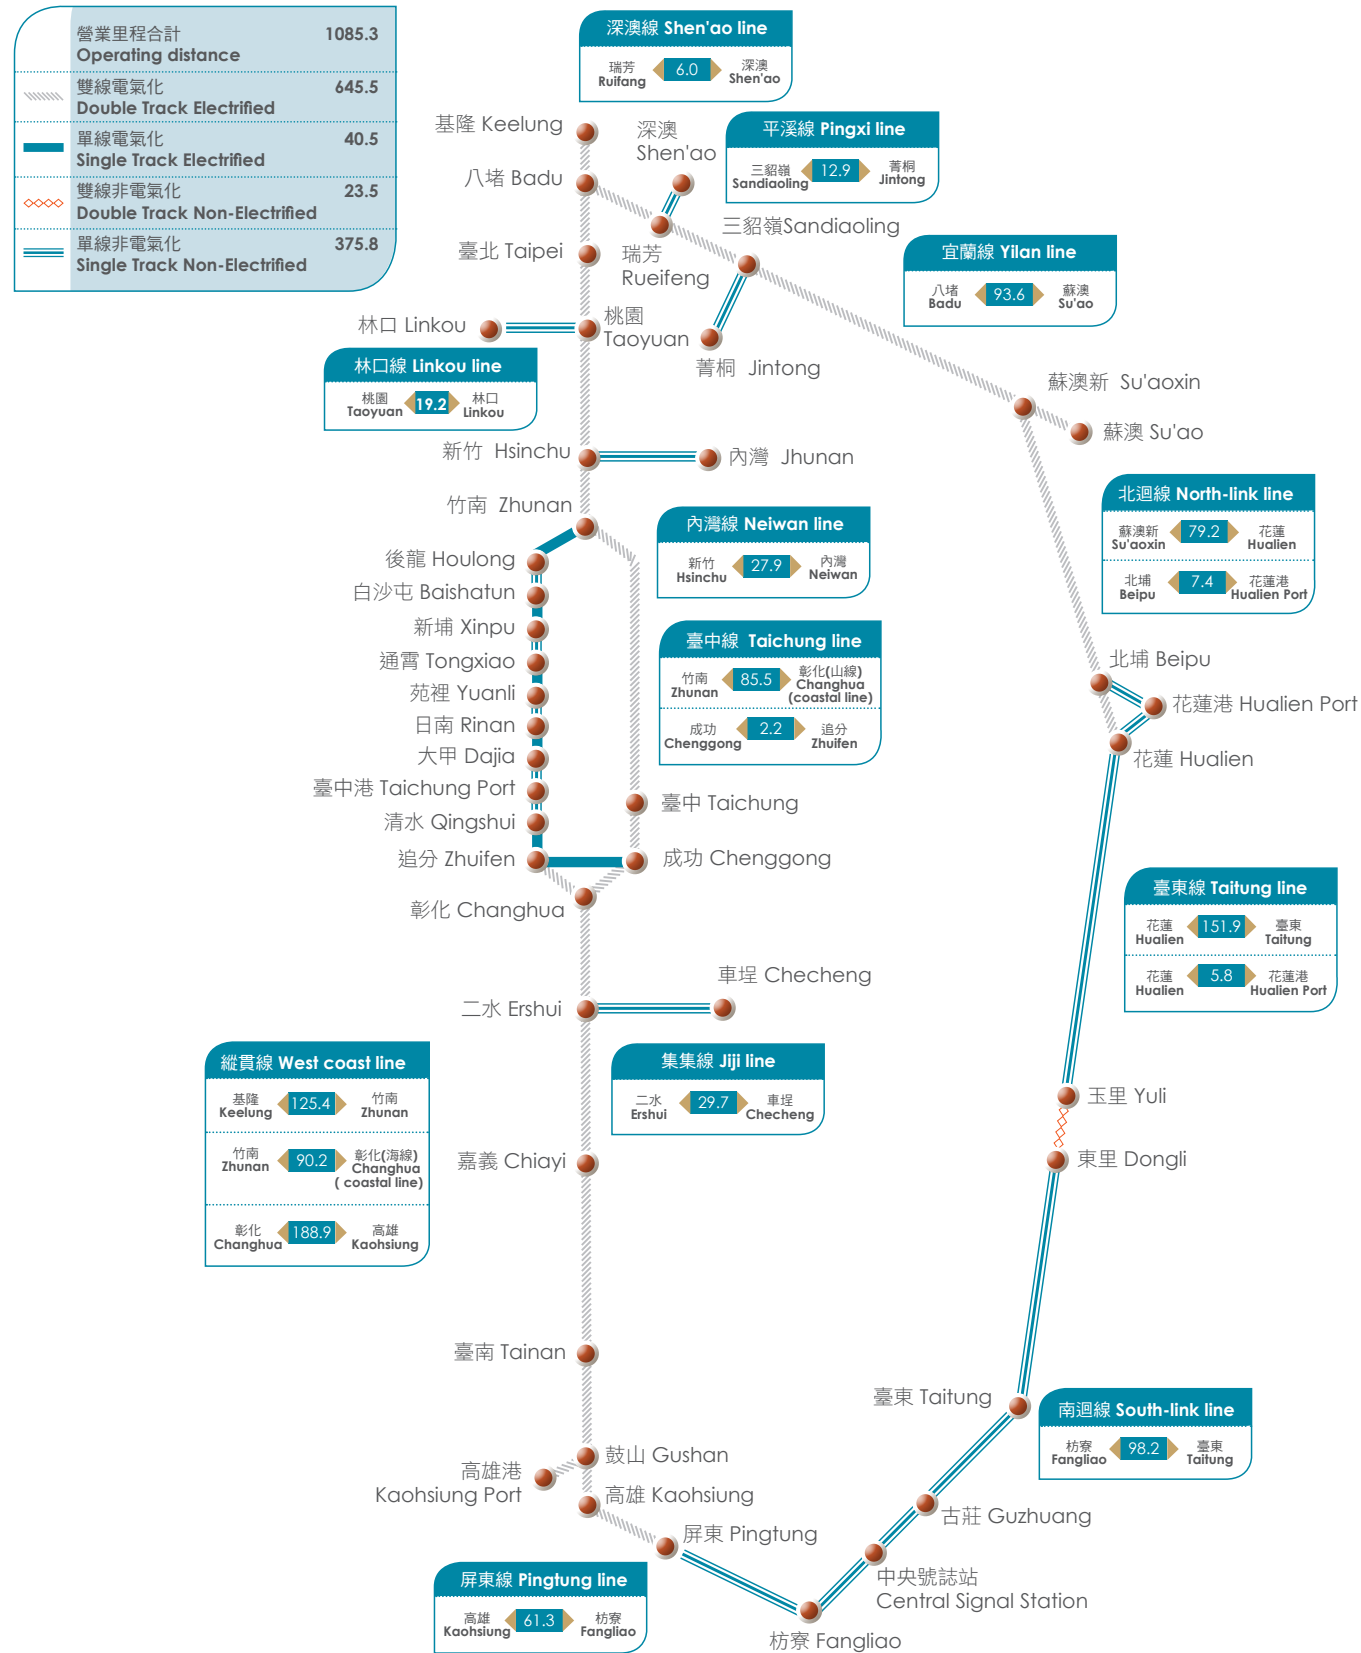 營業里程合計 1085.3
Operating distance
雙線電氣化 645.5
Double Track Electrified
單線電氣化 40.5
Single Track Electrified
雙線非電氣化 23.5
Double Track Non-Electrified
單線非電氣化 375.8
Single Track Non-Electrified
深澳線 Shen'ao line
瑞芳 6.0 深澳
Ruifang Shen'ao
基隆 Keelung
深澳
Shen'ao
平溪線 Pingxi line
三貂嶺 12.9 菁桐
Sandiaoling Jintong
八堵 Badu
三貂嶺Sandiaoling
臺北 Taipei
瑞芳
Rueifeng
宜蘭線 Yilan line
八堵 93.6 蘇澳
Badu Su'ao
林口 Linkou
桃園
Taoyuan
菁桐 Jintong
林口線 Linkou line
桃園 19.2 林口
Taoyuan Linkou
蘇澳新 Su'aoxin
蘇澳 Su'ao
新竹 Hsinchu
內灣 Jhunan
北迴線 North-link line
蘇澳新 79.2 花蓮
Su'aoxin Hualien
北埔 7.4 花蓮港
Beipu Hualien Port
竹南 Zhunan
內灣線 Neiwan line
新竹 27.9 內灣
Hsinchu Neiwan
後龍 Houlong
白沙屯 Baishatun
新埔 Xinpu
通霄 Tongxiao
苑裡 Yuanli
日南 Rinan
大甲 Dajia
臺中港 Taichung Port
清水 Qingshui
追分 Zhuifen
臺中線 Taichung line
竹南 85.5 彰化(山線)
Zhunan Changhua
(coastal line)
成功 2.2 追分
Chenggong Zhuifen
北埔 Beipu
花蓮港 Hualien Port
花蓮 Hualien
臺中 Taichung
成功 Chenggong
彰化 Changhua
臺東線 Taitung line
花蓮 151.9 臺東
Hualien Taitung
花蓮 5.8 花蓮港
Hualien Hualien Port
車埕 Checheng
二水 Ershui
縱貫線 West coast line
基隆 125.4 竹南
Keelung Zhunan
竹南 90.2 彰化(海線)
Zhunan Changhua
( coastal line)
彰化 188.9 高雄
Changhua Kaohsiung
集集線 Jiji line
二水 29.7 車埕
Ershui Checheng
玉里 Yuli
東里 Dongli
嘉義 Chiayi
臺南 Tainan
臺東 Taitung
南迴線 South-link line
枋寮 98.2 臺東
Fangliao Taitung
鼓山 Gushan
高雄港
Kaohsiung Port
高雄 Kaohsiung
古莊 Guzhuang
屏東 Pingtung
中央號誌站
Central Signal Station
屏東線 Pingtung line
高雄 61.3 枋寮
Kaohsiung Fangliao
枋寮 Fangliao